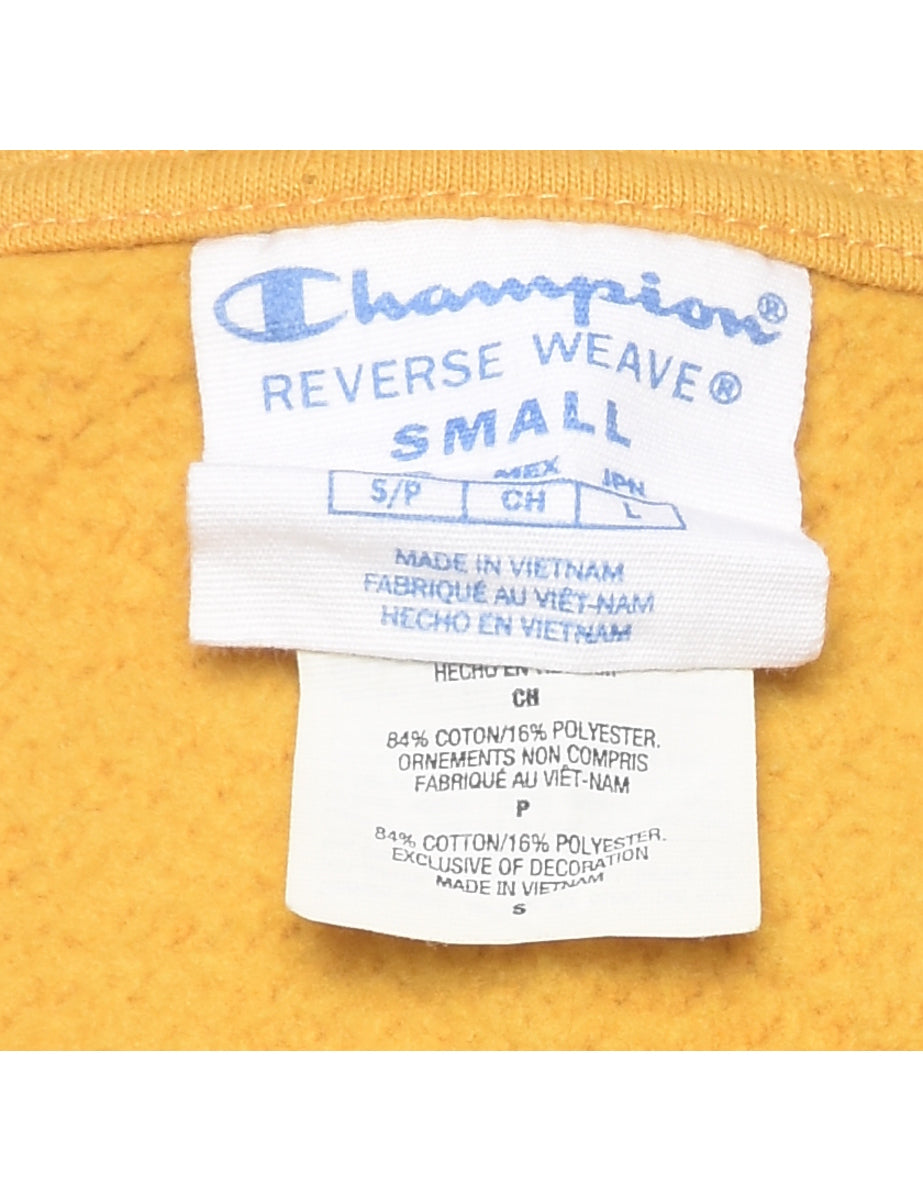 Champion®
REVERSE WEAVE®
SMALL
MEX JPN
S/P CH L
MADE IN VIETNAM
FABRIQUÉ AU VIÊT-NAM
HECHO EN VIETNAM
HECHO EN
CH
84% COTON/16% POLYESTER.
ORNEMENTS NON COMPRIS
FABRIQUÉ AU VIÊT-NAM
P
84% COTTON/16% POLYESTER.
EXCLUSIVE OF DECORATION
MADE IN VIETNAM
S